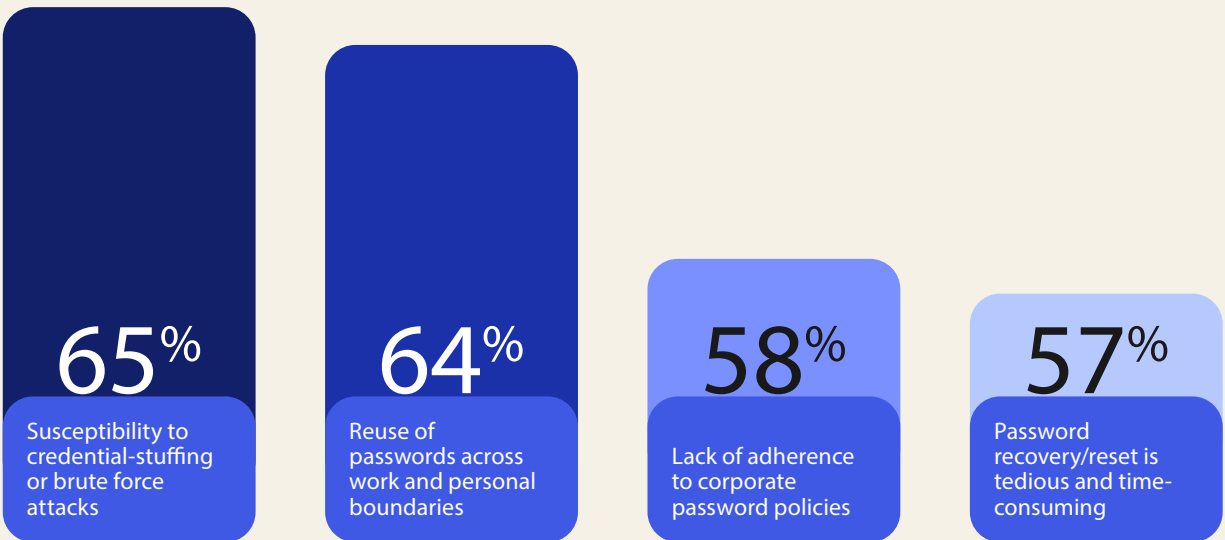 65%
Susceptibility to
credential-stuffing
or brute force
attacks
64%
Reuse of
passwords across
work and personal
boundaries
58%
Lack of adherence
to corporate
password policies
57%
Password
recovery/reset is
tedious and time-
consuming